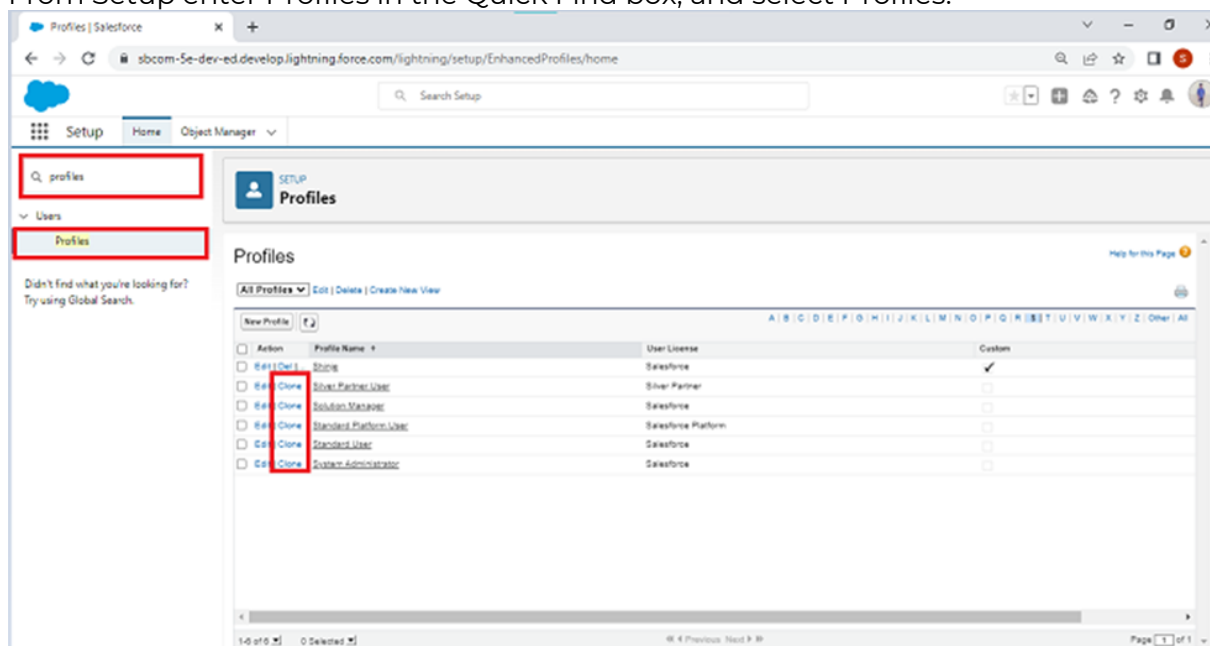 From Setup enter Profiles in the Quick Find box, and select Profiles.
Profiles | Salesforce
sbcom-5e-dev-ed.develop.lightning.force.com/lightning/setup/EnhancedProfiles/home
S
Search Setup
Setup Home Object Manager
profiles
Users
Profiles
Didn't find what you're looking for?
Try using Global Search.
SETUP
Profiles
Profiles
Help for this Page
All Profiles Edit | Delete | Create New View
New Profile A | B | C | D | E | F | G | H | I | J | K | L | M | N | O | P | Q | R | S | T | U | V | W | X | Y | Z | Other | All
Action Profile Name User License Custom
Edit | Del | ... Salesforce
Edit | Clone Silver Partner User Silver Partner
Edit | Clone Solution Manager Salesforce
Edit | Clone Standard Platform User Salesforce Platform
Edit | Clone Standard User Salesforce
Edit | Clone System Administrator Salesforce
1-6 of 6 0 Selected Previous Next Page 1 of 1